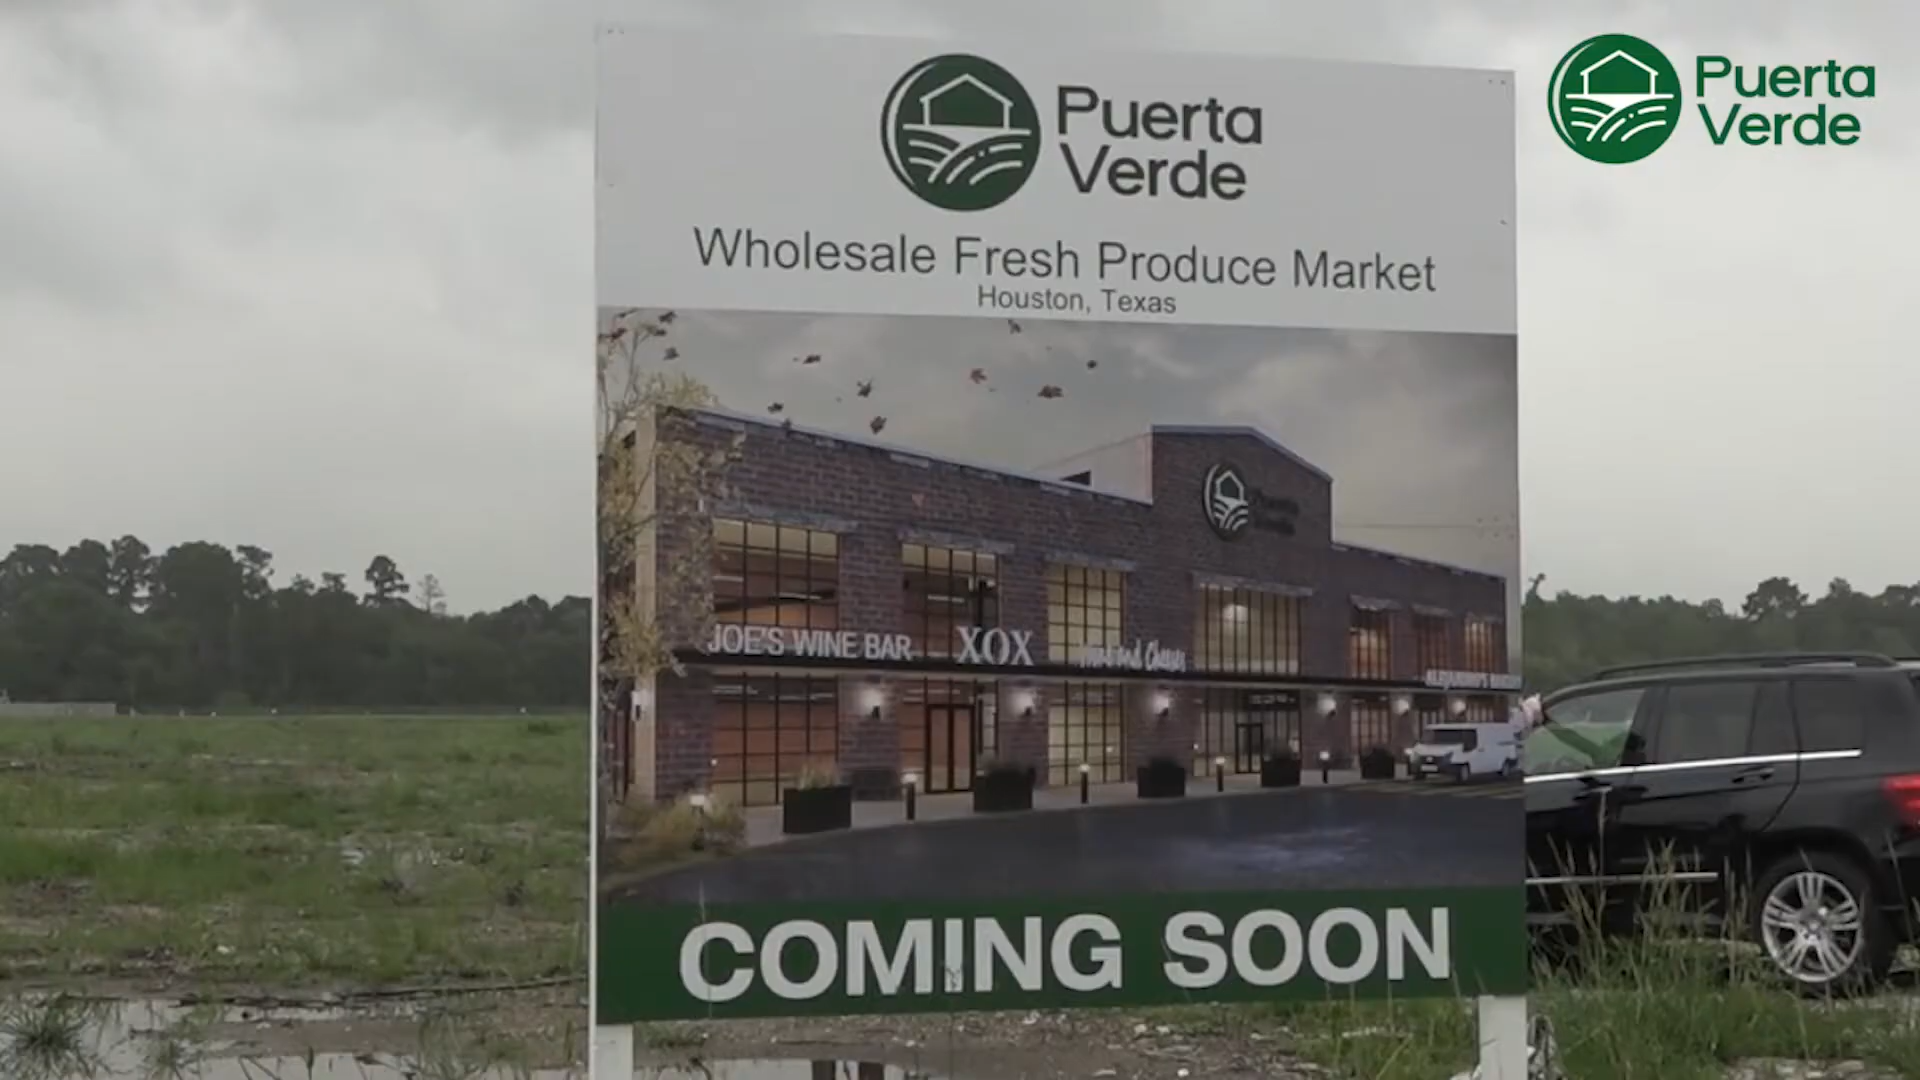 Puerta
Verde
Puerta
Verde
Wholesale Fresh Produce Market
Houston, Texas
JOE'S WINE BAR
XOX
COMING SOON